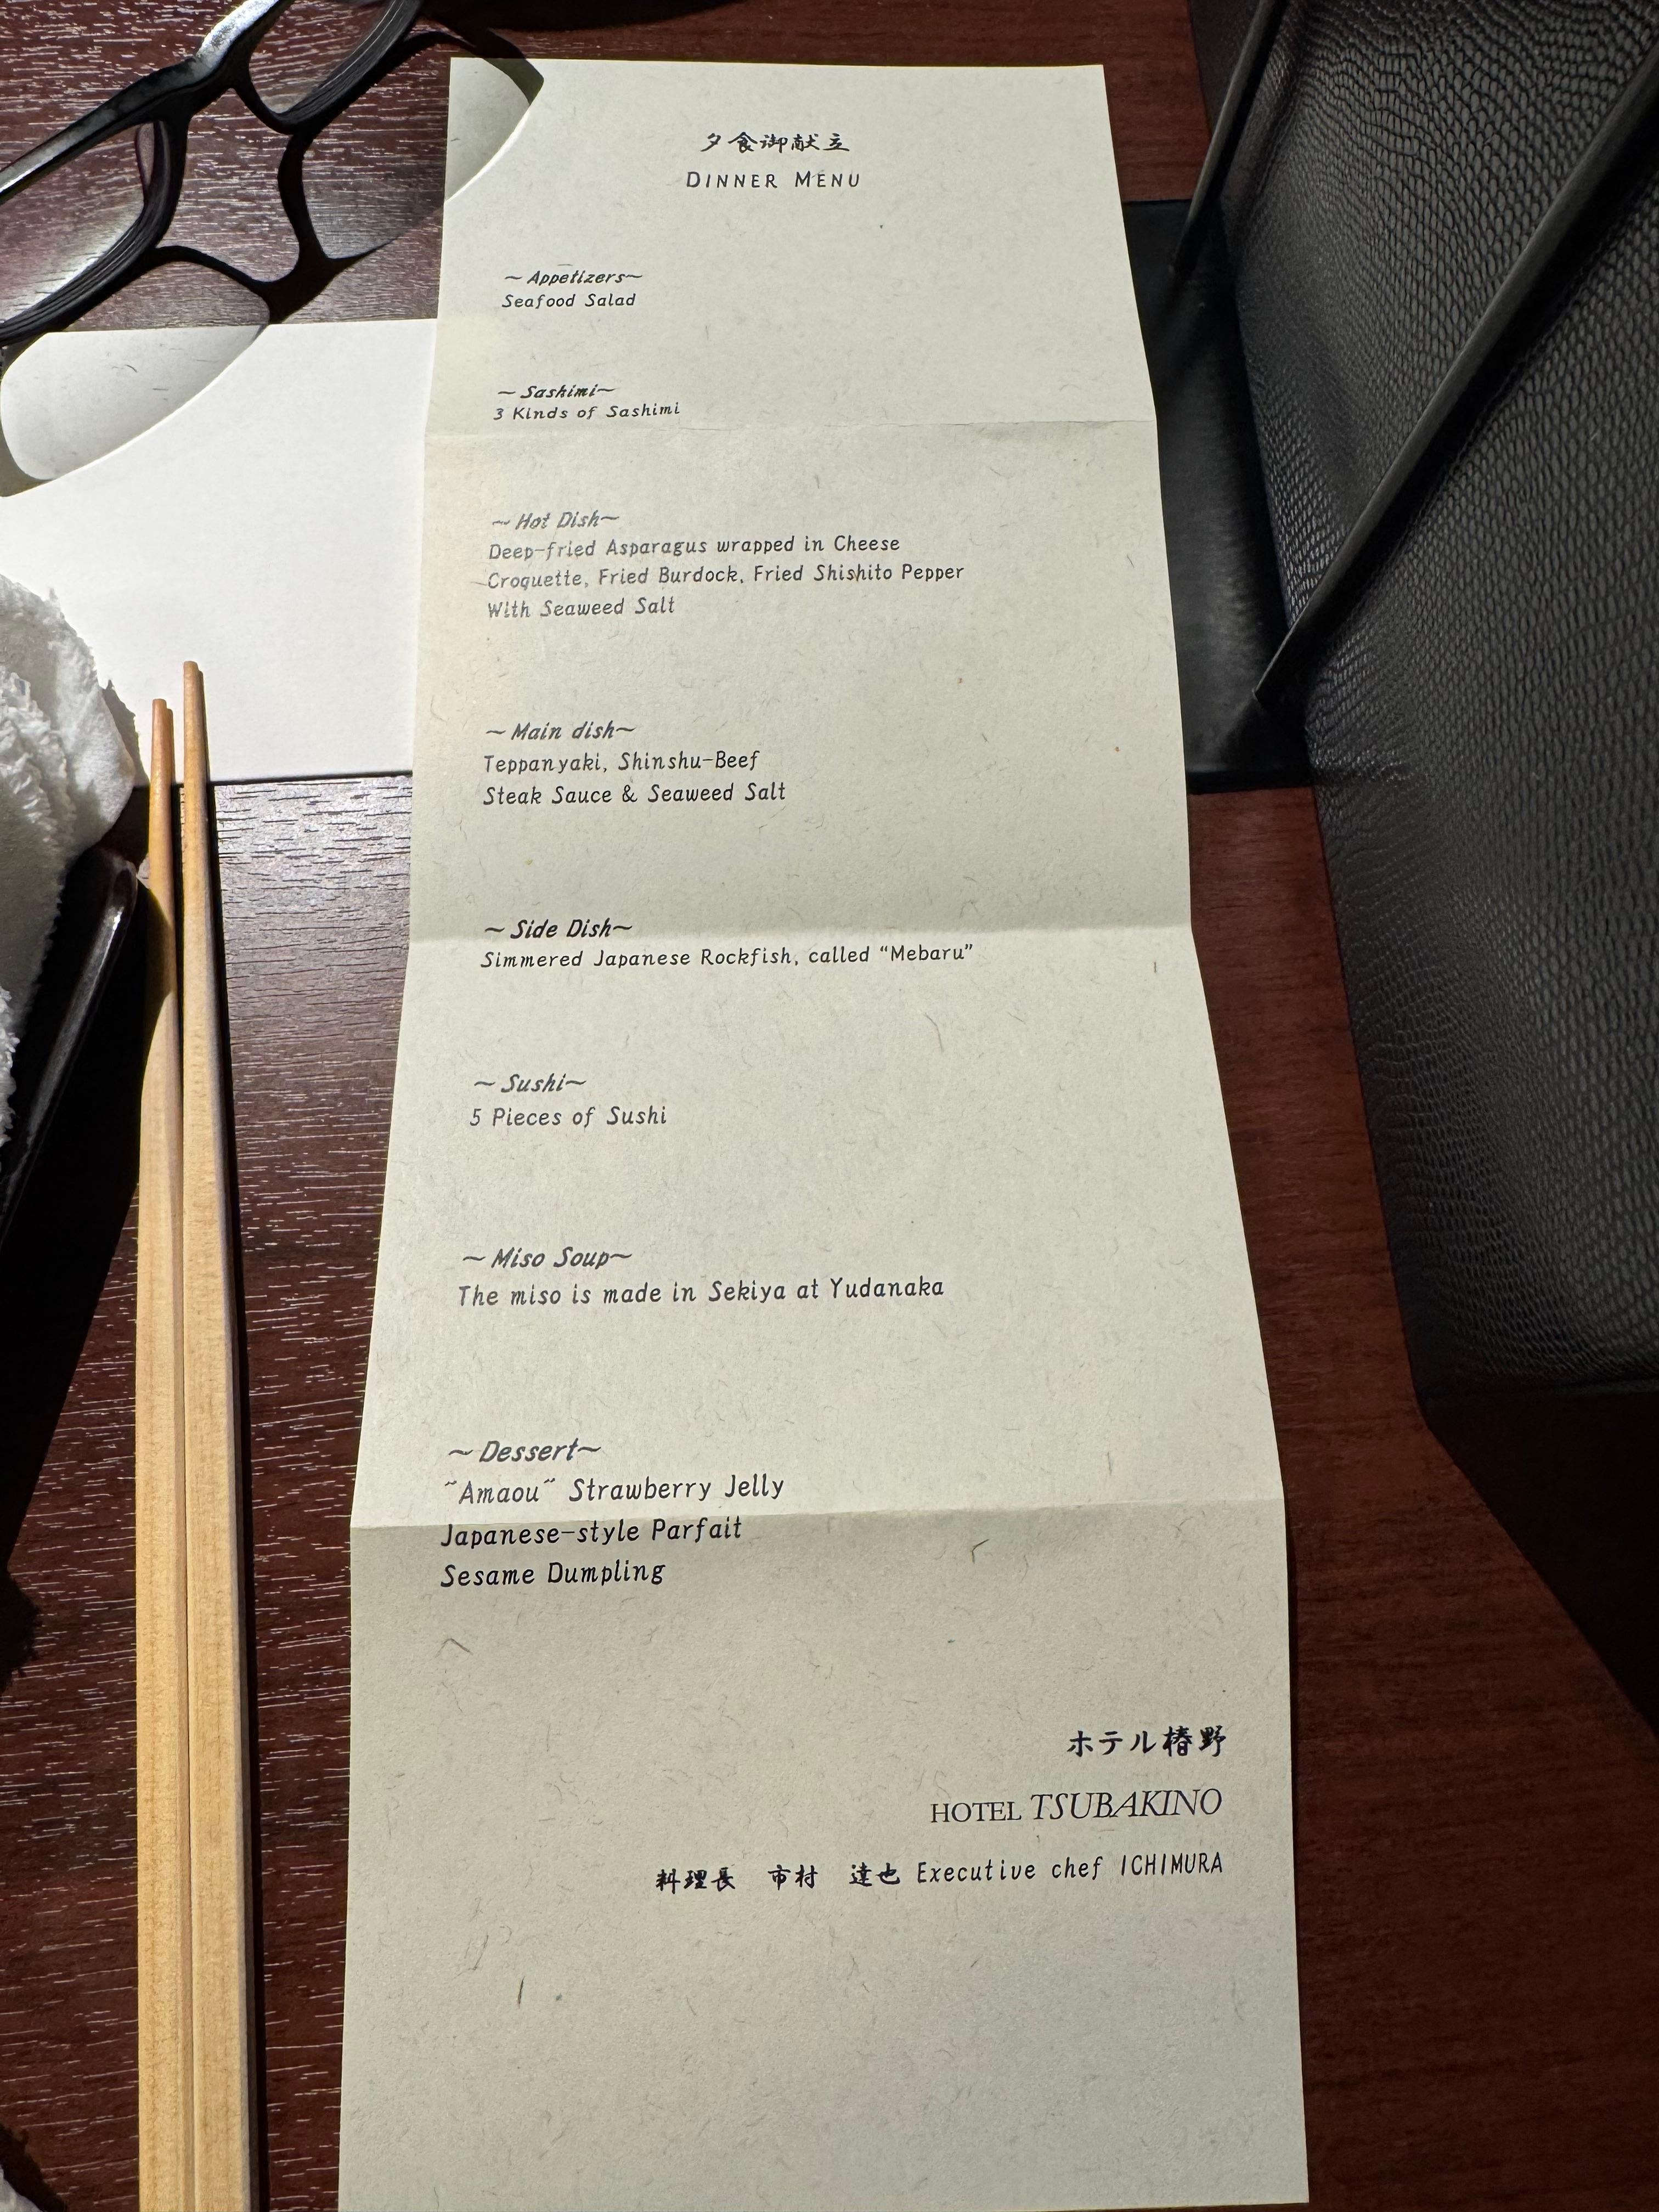 夕食御献立
DINNER MENU
~Appetizers~
Seafood Salad
~Sashimi~
3 Kinds of Sashimi
~Hot Dish~
Deep-fried Asparagus wrapped in Cheese
Croquette, Fried Burdock, Fried Shishito Pepper
With Seaweed Salt
~Main dish~
Teppanyaki, Shinshu-Beef
Steak Sauce & Seaweed Salt
~Side Dish~
Simmered Japanese Rockfish, called “Mebaru”
~Sushi~
5 Pieces of Sushi
~Miso Soup~
The miso is made in Sekiya at Yudanaka
~Dessert~
"Amaou" Strawberry Jelly
Japanese-style Parfait
Sesame Dumpling
ホテル椿野
HOTEL TSUBAKINO
料理長　市村　達也 Executive chef ICHIMURA